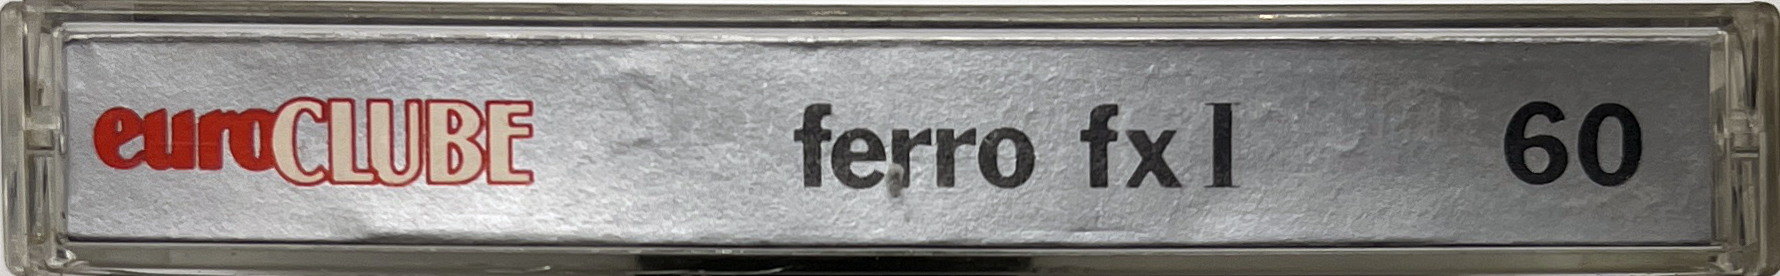 euroCLUBE ferro fx I 60